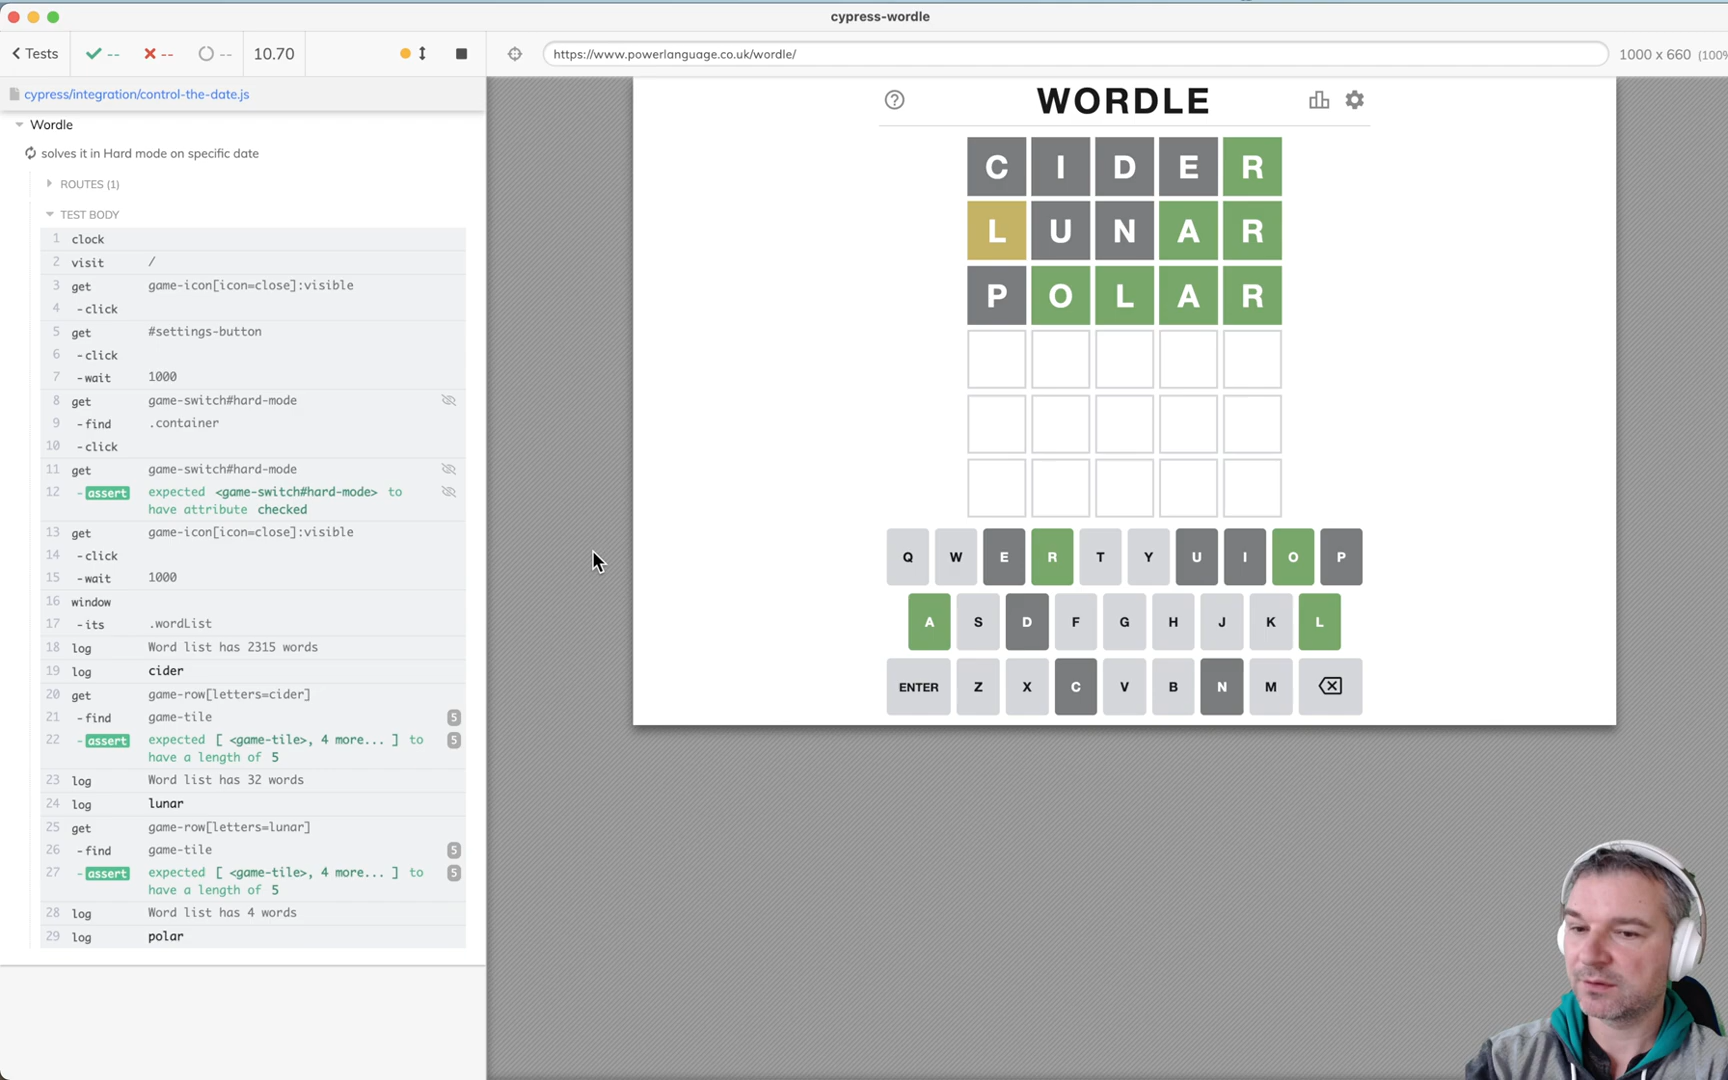 cypress-wordle
Tests
--
--
--
10.70
https://www.powerlanguage.co.uk/wordle/
1000 x 660 (100%
cypress/integration/control-the-date.js
Wordle
solves it in Hard mode on specific date
ROUTES (1)
TEST BODY
1 clock
2 visit /
3 get game-icon[icon=close]:visible
4 -click
5 get #settings-button
6 -click
7 -wait 1000
8 get game-switch#hard-mode
9 -find .container
10 -click
11 get game-switch#hard-mode
12 -assert expected <game-switch#hard-mode> to
have attribute checked
13 get game-icon[icon=close]:visible
14 -click
15 -wait 1000
16 window
17 -its .wordList
18 log Word list has 2315 words
19 log cider
20 get game-row[letters=cider]
21 -find game-tile 5
22 -assert expected [ <game-tile>, 4 more... ] to 5
have a length of 5
23 log Word list has 32 words
24 log lunar
25 get game-row[letters=lunar]
26 -find game-tile 5
27 -assert expected [ <game-tile>, 4 more... ] to 5
have a length of 5
28 log Word list has 4 words
29 log polar
? WORDLE
C I D E R
L U N A R
P O L A R
Q W E R T Y U I O P
A S D F G H J K L
ENTER Z X C V B N M